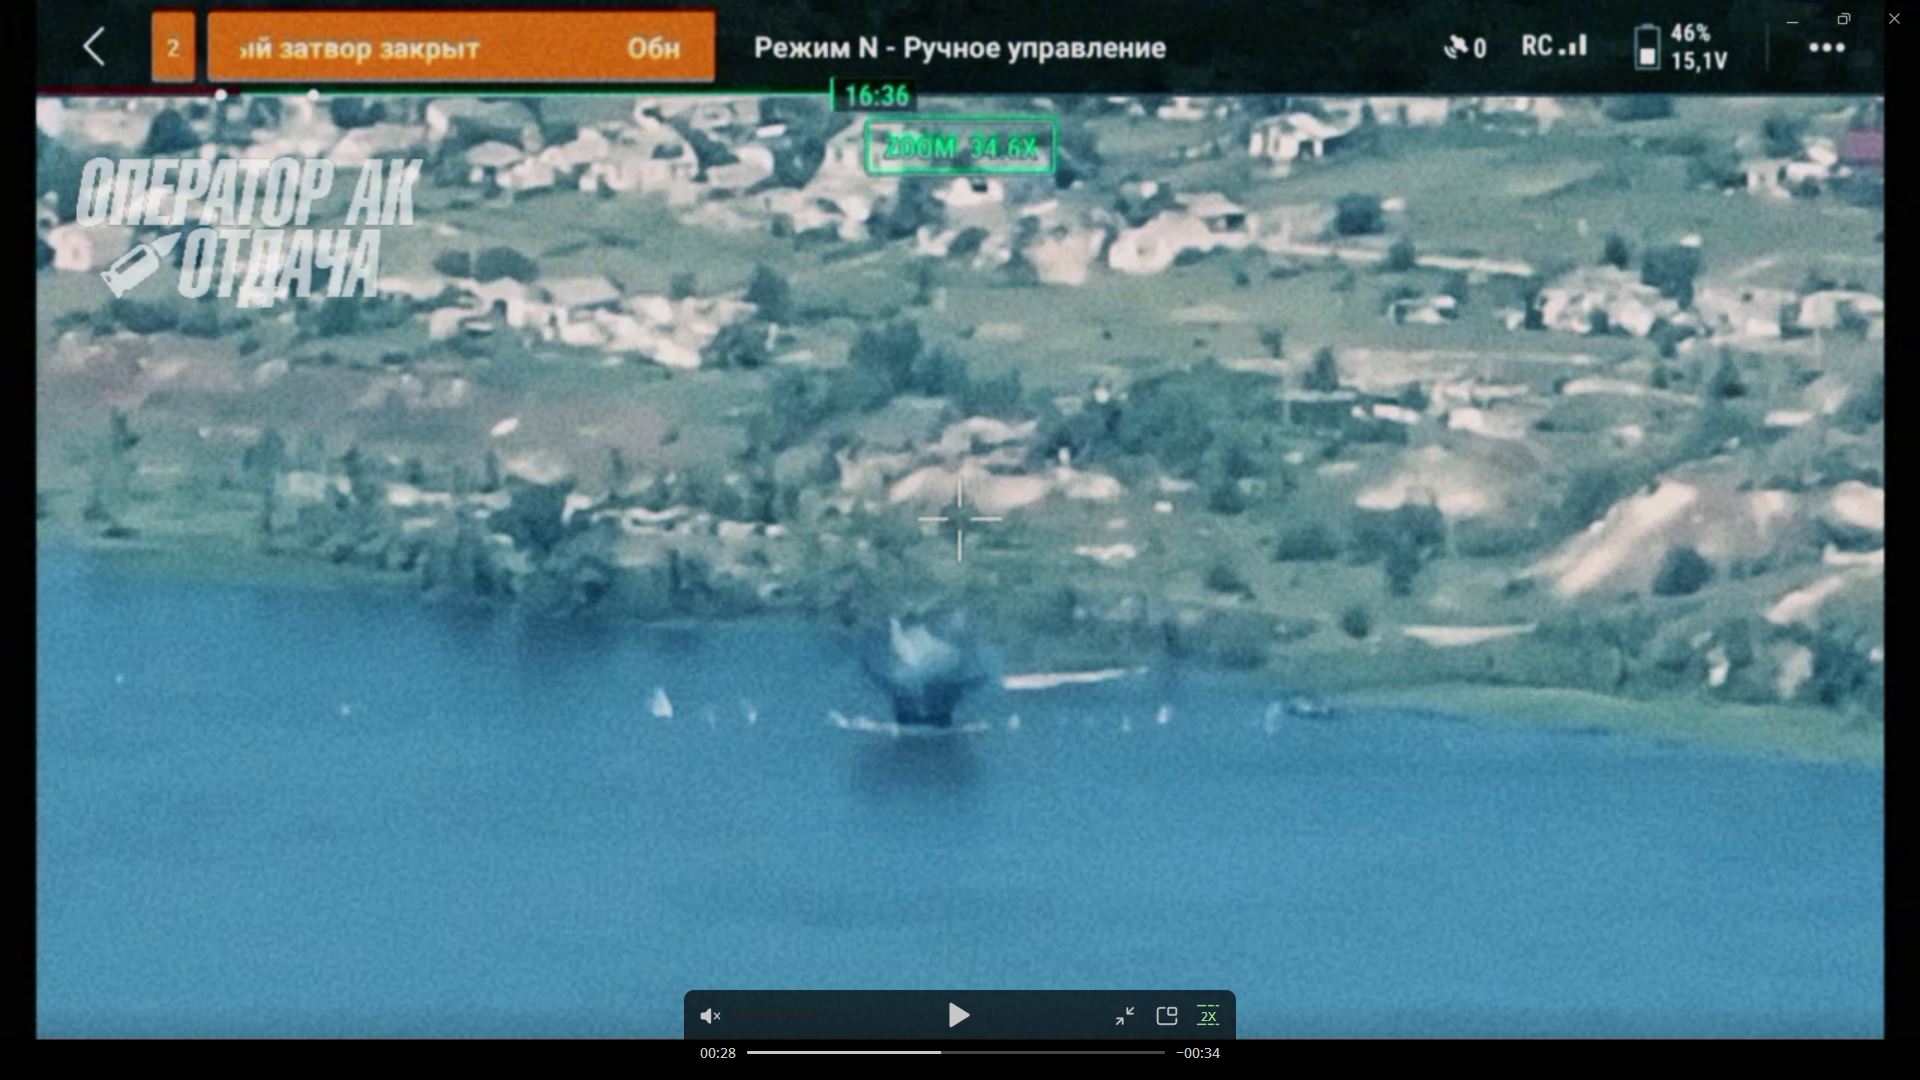 2
ый затвор закрыт Обн
Режим N - Ручное управление
0
RC
46%
15,1V
16:36
ZOOM 34.6X
ОПЕРАТОР АК
ОТДАЧА
2X
00:28
−00:34